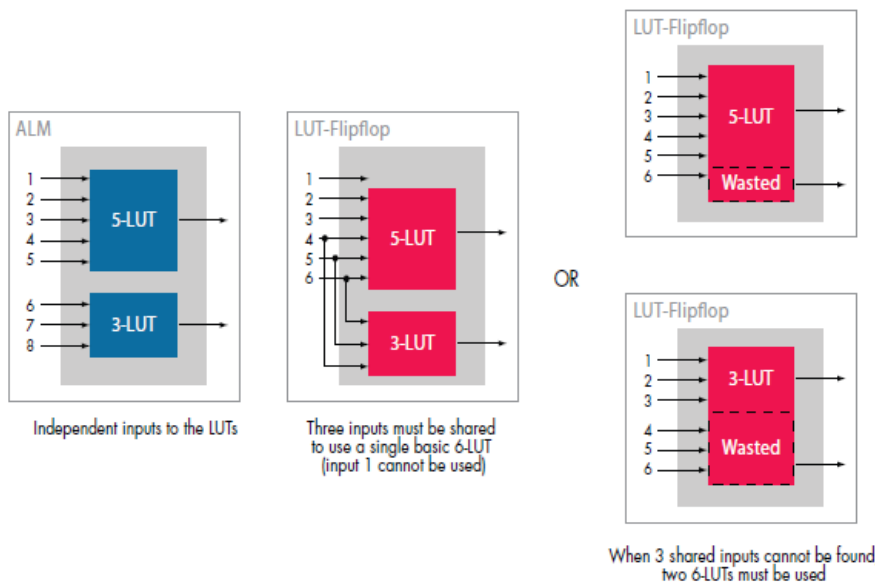 ALM
1
2
3
4
5
5-LUT
6
7
8
3-LUT
Independent inputs to the LUTs
LUT-Flipflop
1
2
3
4
5
6
5-LUT
3-LUT
Three inputs must be shared
to use a single basic 6-LUT
(input 1 cannot be used)
OR
LUT-Flipflop
1
2
3
4
5
6
5-LUT
Wasted
LUT-Flipflop
1
2
3
3-LUT
4
5
6
Wasted
When 3 shared inputs cannot be found
two 6-LUTs must be used